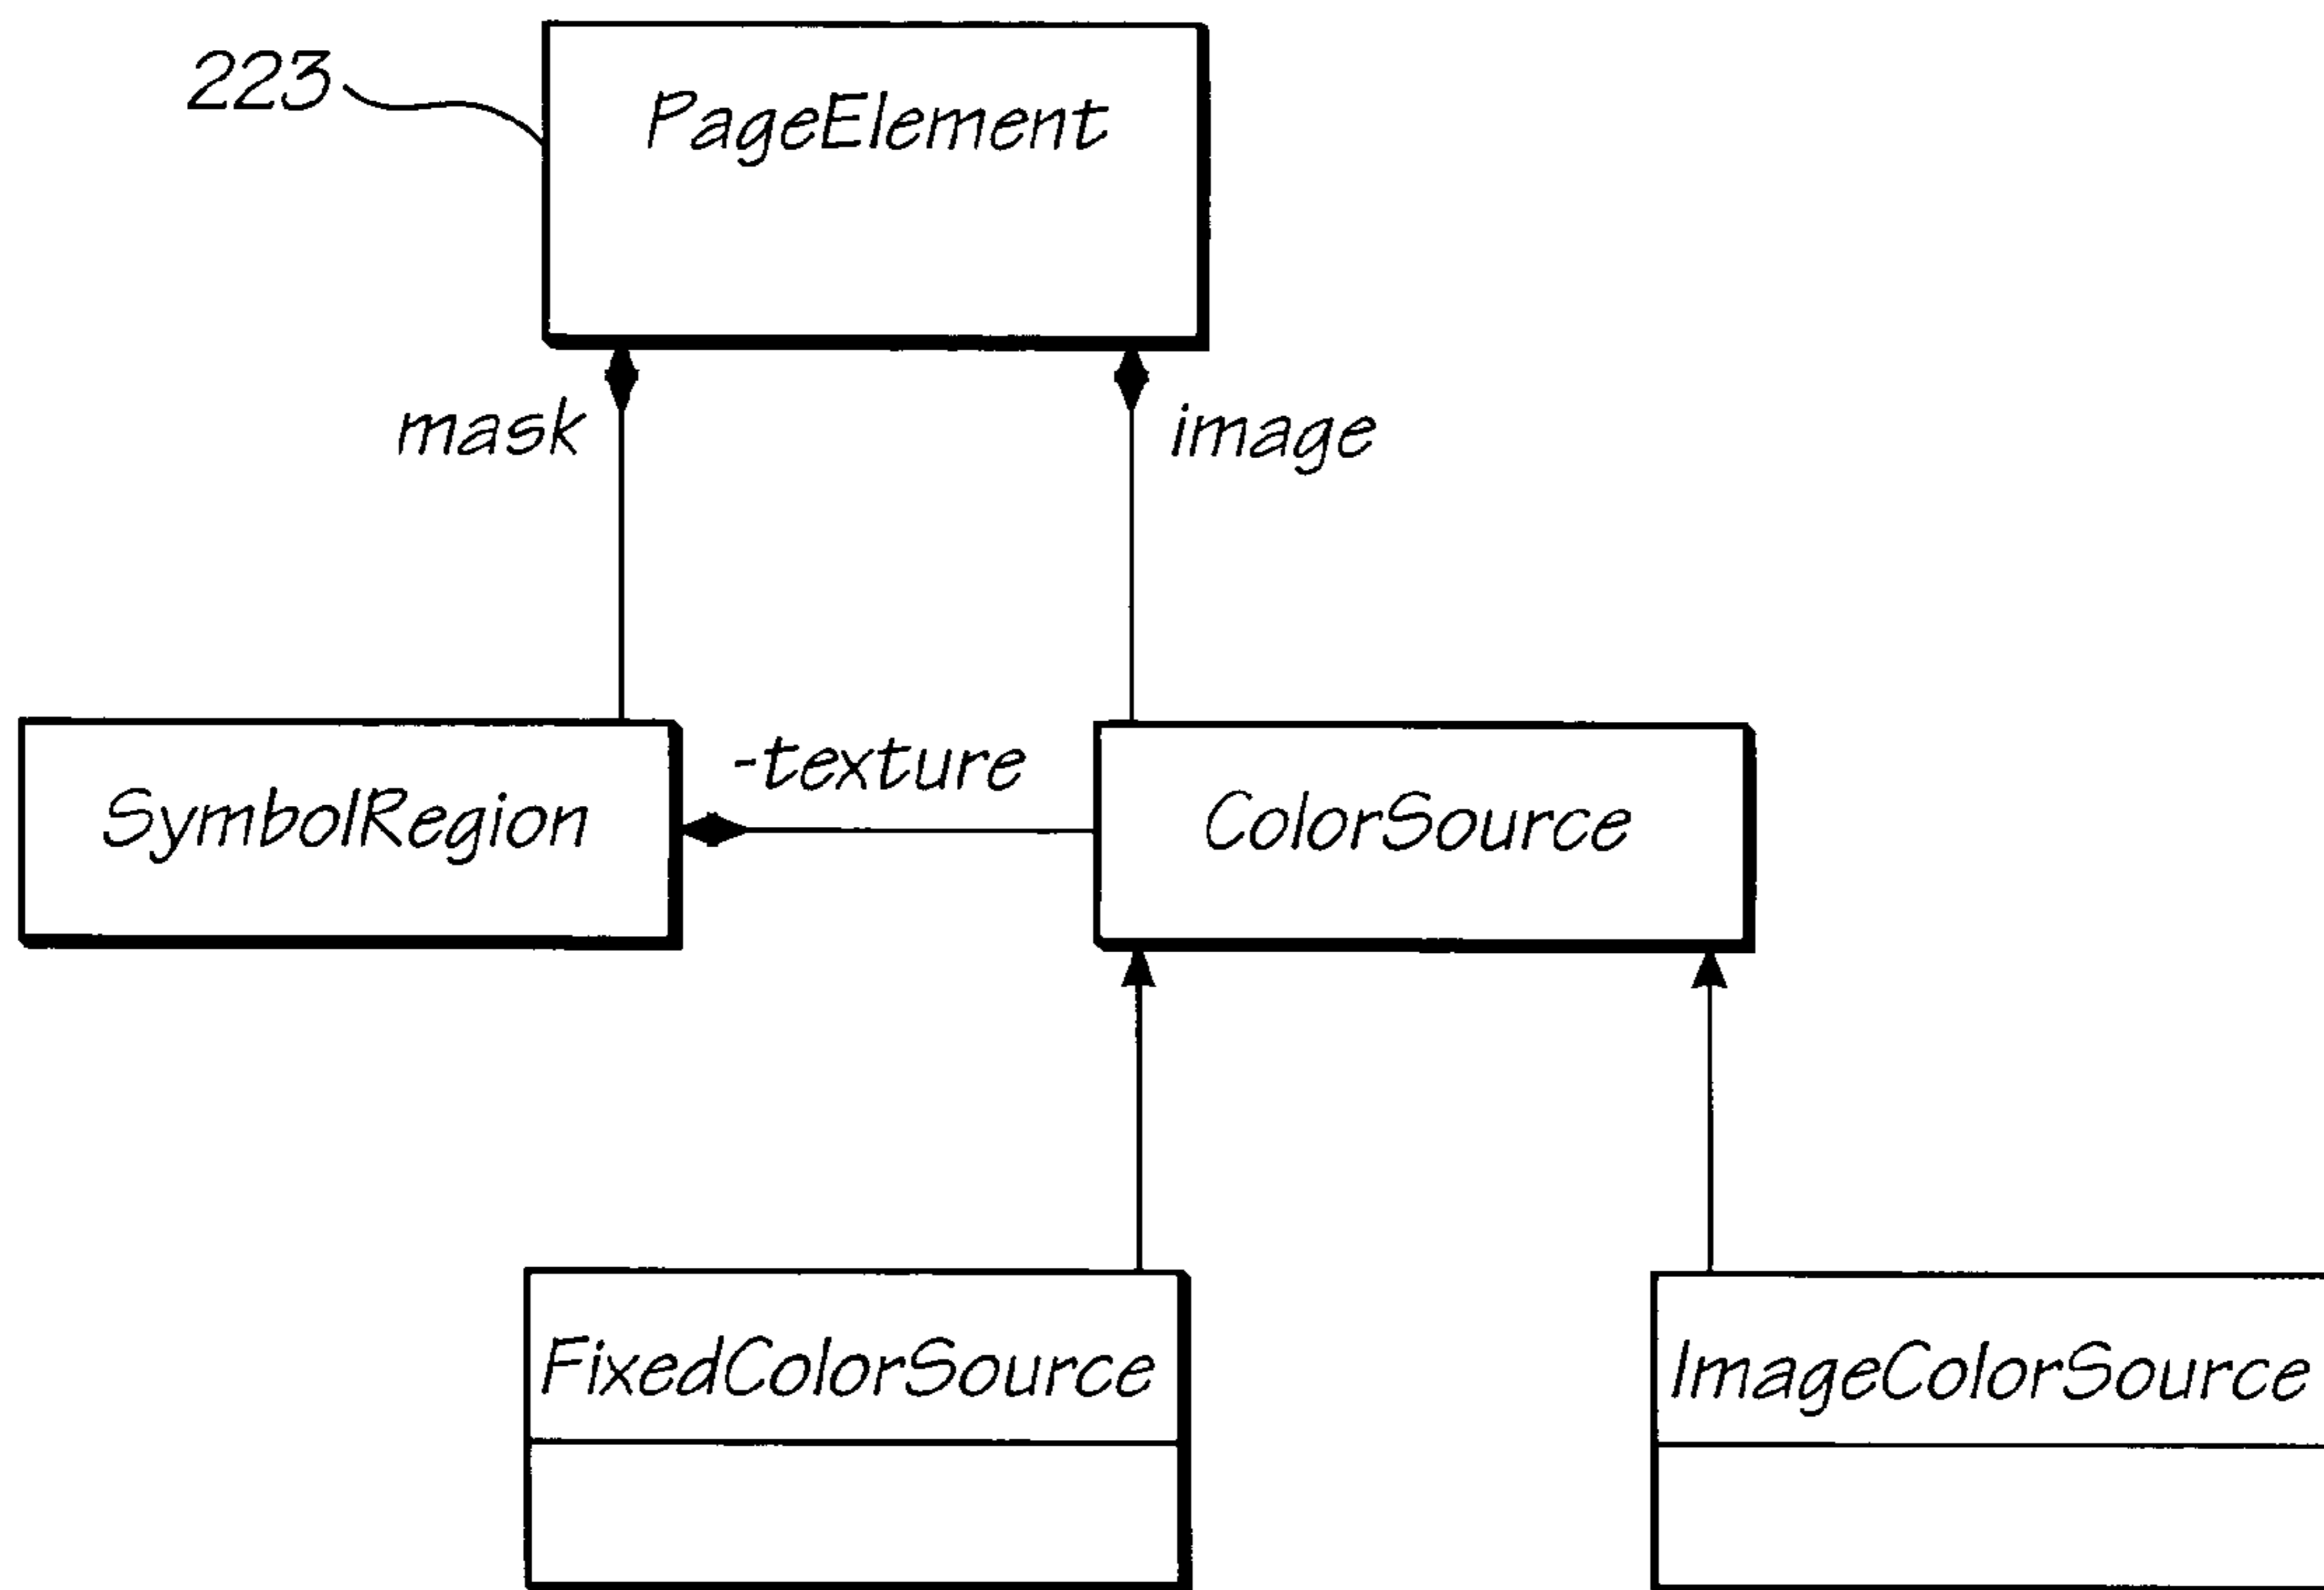 223
PageElement
mask
image
SymbolRegion
-texture
ColorSource
FixedColorSource
ImageColorSource